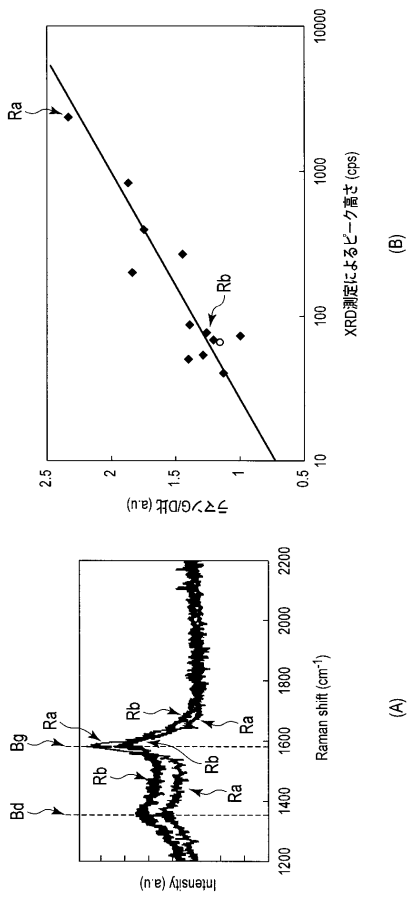 Bd
Bg
Ra
Rb
Rb
Rb
Ra
Ra
Intensity (a.u)
1200
1400
1600
1800
2000
2200
Raman shift (cm-1)
(A)
ラマンG/D比 (a.u)
2.5
2
1.5
1
0.5
Ra
Rb
10
100
1000
10000
XRD測定によるピーク高さ (cps)
(B)